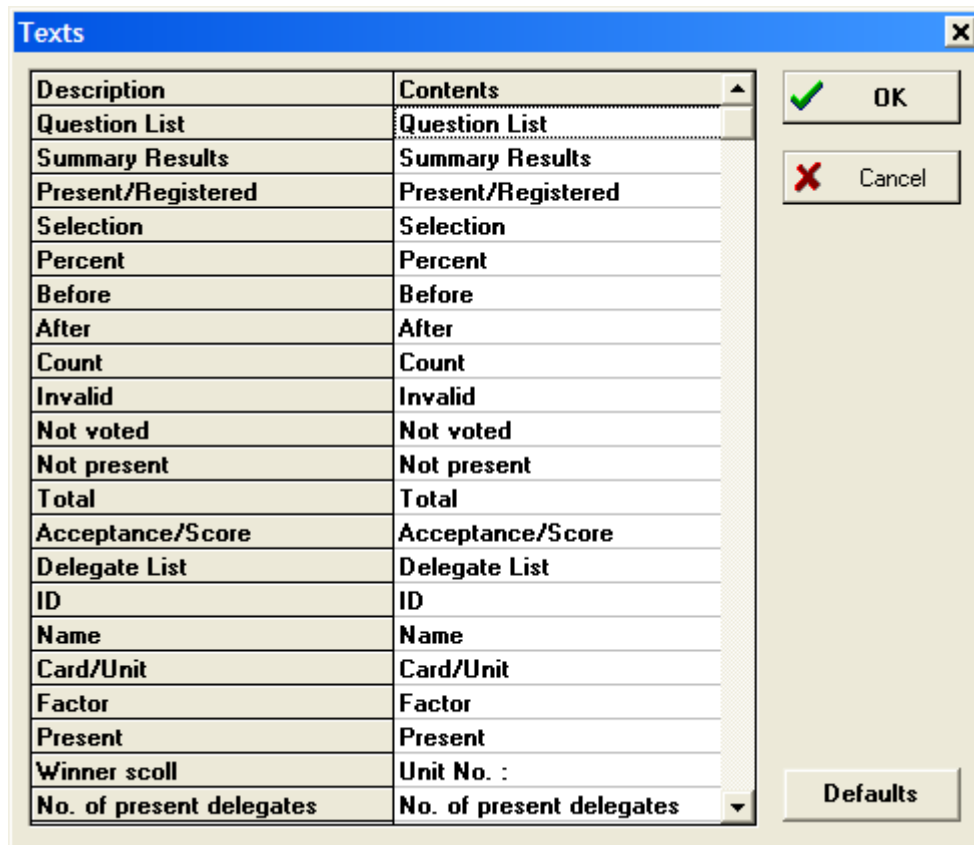 Texts
Description Contents
Question List Question List
Summary Results Summary Results
Present/Registered Present/Registered
Selection Selection
Percent Percent
Before Before
After After
Count Count
Invalid Invalid
Not voted Not voted
Not present Not present
Total Total
Acceptance/Score Acceptance/Score
Delegate List Delegate List
ID ID
Name Name
Card/Unit Card/Unit
Factor Factor
Present Present
Winner scoll Unit No. :
No. of present delegates No. of present delegates
OK
Cancel
Defaults